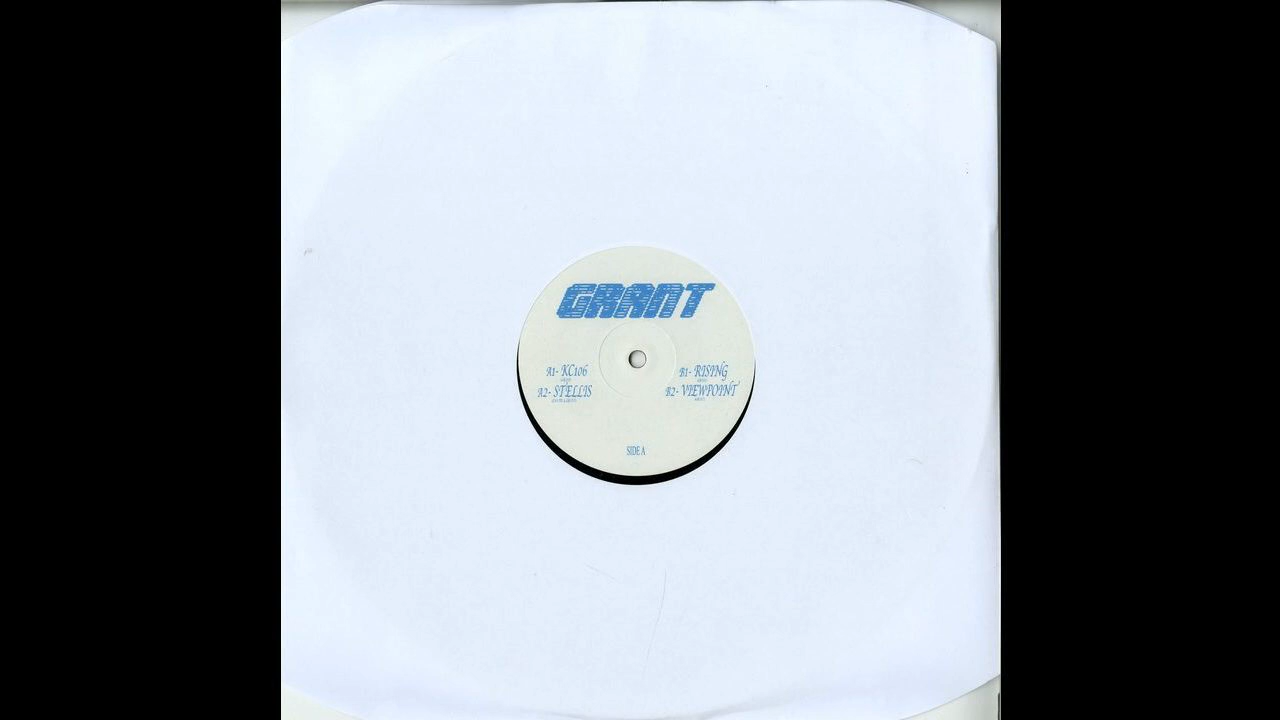 GRANT
A1- KC106
A2- STELLIS
B1- RISING
B2- VIEWPOINT
SIDE A